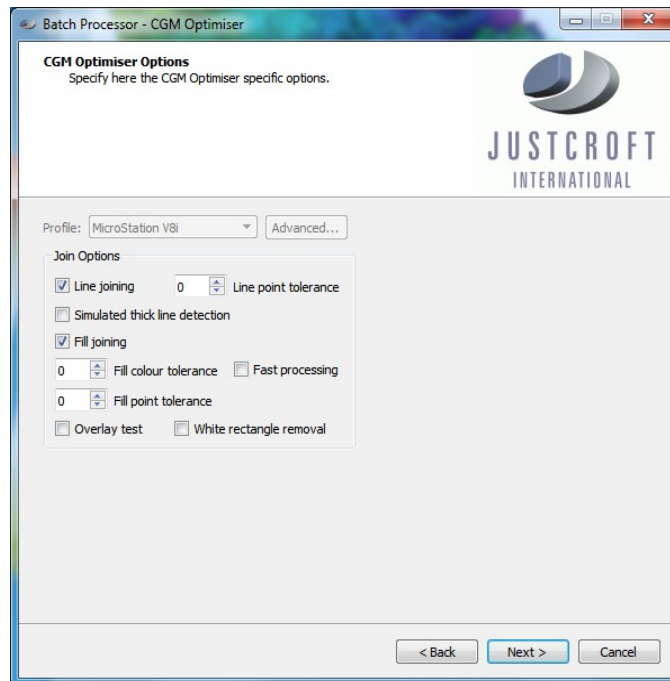 Batch Processor - CGM Optimiser
CGM Optimiser Options
Specify here the CGM Optimiser specific options.
JUSTCROFT
INTERNATIONAL
Profile: MicroStation V8i Advanced...
Join Options
Line joining 0 Line point tolerance
Simulated thick line detection
Fill joining
0 Fill colour tolerance Fast processing
0 Fill point tolerance
Overlay test White rectangle removal
< Back Next > Cancel